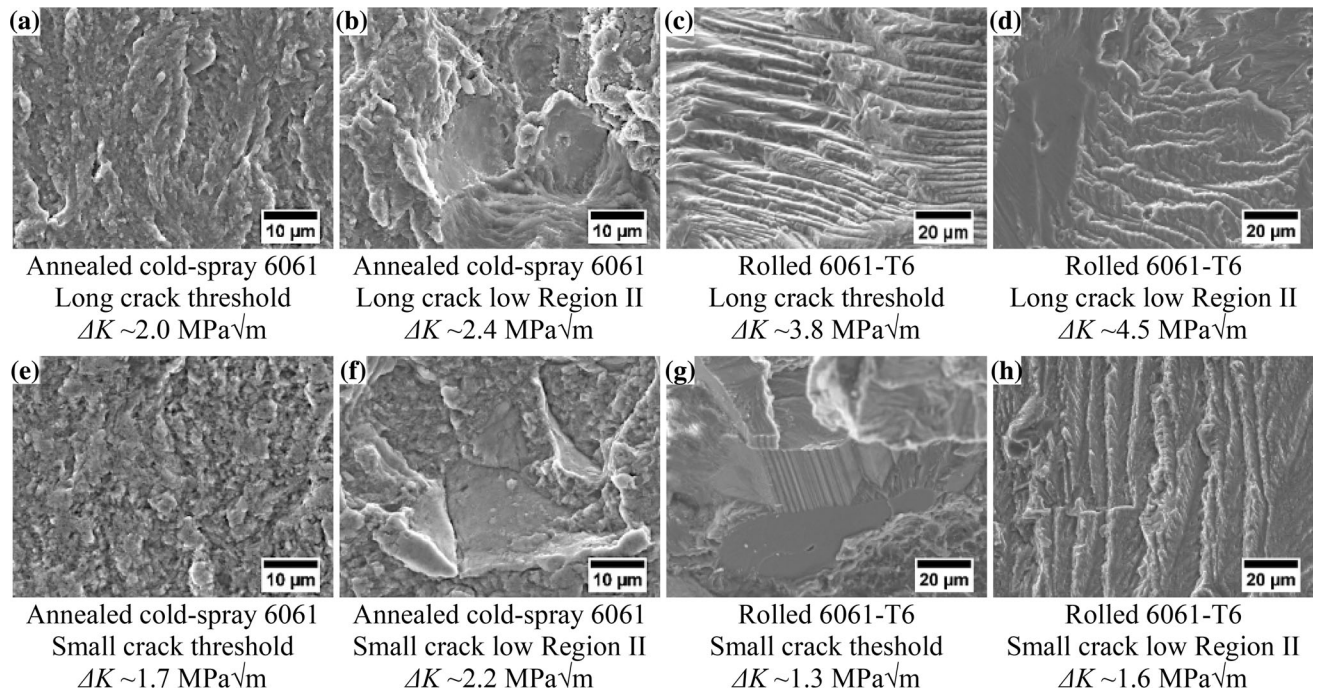 (a)
10 µm
Annealed cold-spray 6061
Long crack threshold
ΔK ~2.0 MPa√m
(b)
10 µm
Annealed cold-spray 6061
Long crack low Region II
ΔK ~2.4 MPa√m
(c)
20 µm
Rolled 6061-T6
Long crack threshold
ΔK ~3.8 MPa√m
(d)
20 µm
Rolled 6061-T6
Long crack low Region II
ΔK ~4.5 MPa√m
(e)
10 µm
Annealed cold-spray 6061
Small crack threshold
ΔK ~1.7 MPa√m
(f)
10 µm
Annealed cold-spray 6061
Small crack low Region II
ΔK ~2.2 MPa√m
(g)
20 µm
Rolled 6061-T6
Small crack theshold
ΔK ~1.3 MPa√m
(h)
20 µm
Rolled 6061-T6
Small crack low Region II
ΔK ~1.6 MPa√m